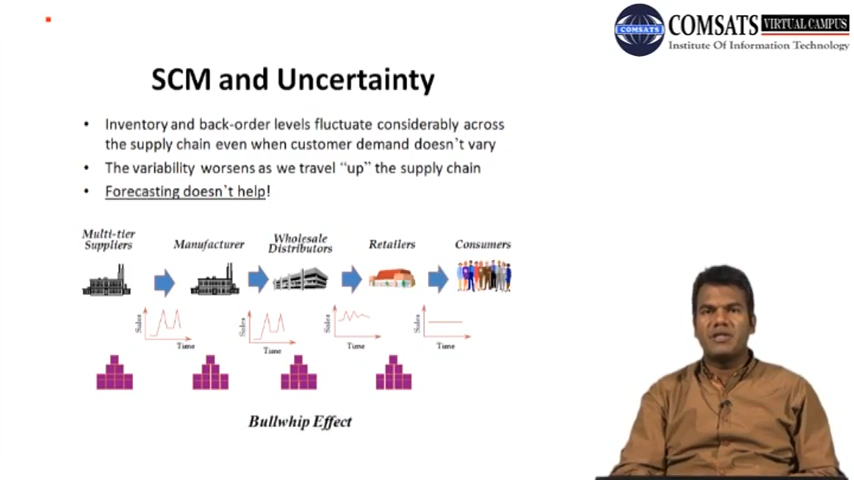 COMSATS
COMSATS VIRTUAL CAMPUS
Institute Of Information Technology
SCM and Uncertainty
• Inventory and back-order levels fluctuate considerably across
the supply chain even when customer demand doesn't vary
• The variability worsens as we travel “up” the supply chain
• Forecasting doesn't help!
Multi-tier
Suppliers
Manufacturer
Wholesale
Distributors
Retailers
Consumers
Sales
Time
Sales
Time
Sales
Time
Sales
Time
Bullwhip Effect